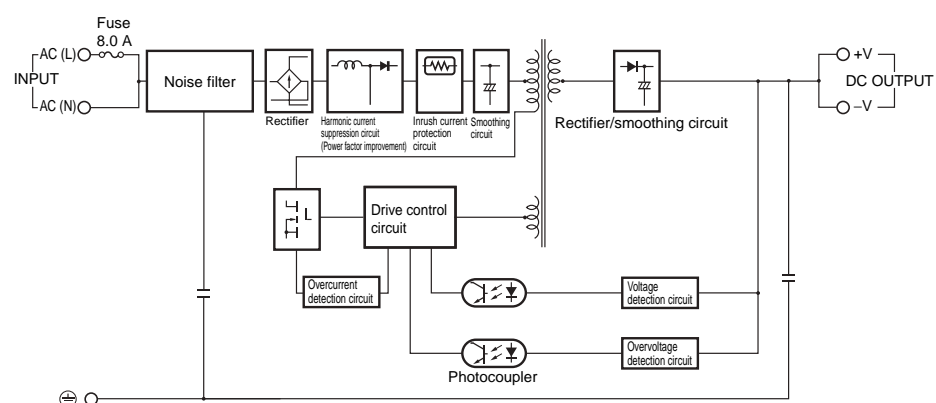 Fuse
8.0 A
AC (L)
INPUT
AC (N)
Noise filter
Rectifier
Harmonic current
suppression circuit
(Power factor improvement)
Inrush current
protection
circuit
Smoothing
circuit
Rectifier/smoothing circuit
+V
DC OUTPUT
−V
Drive control
circuit
L
Overcurrent
detection circuit
Voltage
detection circuit
Overvoltage
detection circuit
Photocoupler